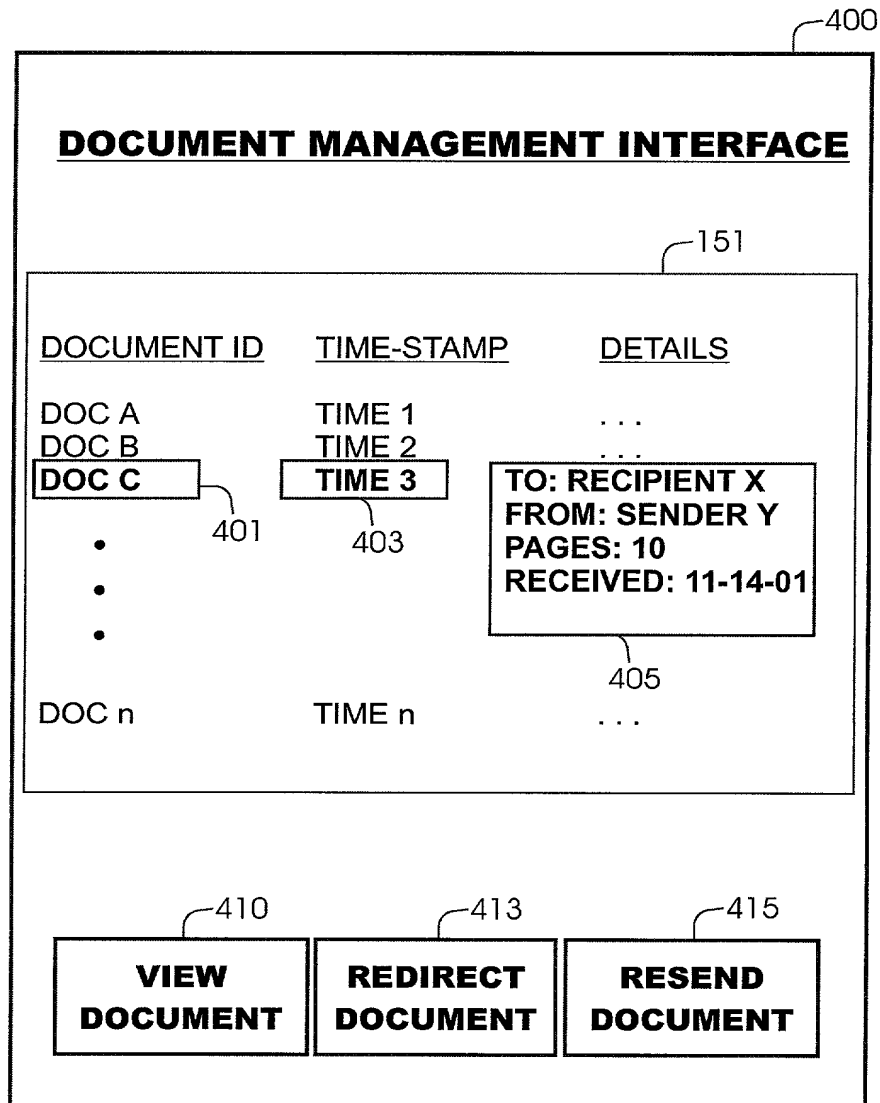 400
DOCUMENT MANAGEMENT INTERFACE
151
DOCUMENT ID TIME-STAMP DETAILS
DOC A TIME 1 . . .
DOC B TIME 2 . . .
DOC C TIME 3 TO: RECIPIENT X
FROM: SENDER Y
401 403 PAGES: 10
RECEIVED: 11-14-01
405
DOC n TIME n . . .
410 413 415
VIEW REDIRECT RESEND
DOCUMENT DOCUMENT DOCUMENT